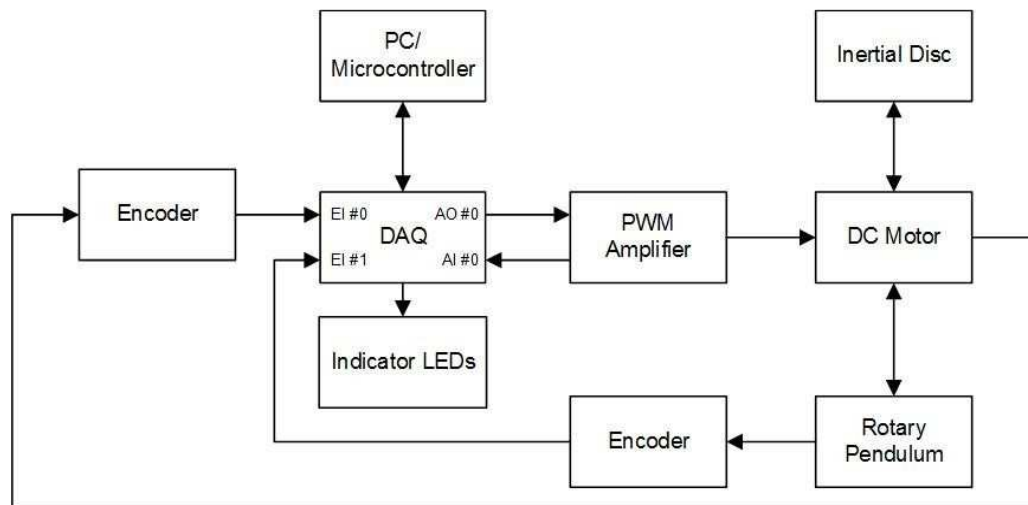 PC/
Microcontroller
Inertial Disc
Encoder
EI #0
AO #0
DAQ
EI #1
AI #0
PWM
Amplifier
DC Motor
Indicator LEDs
Encoder
Rotary
Pendulum